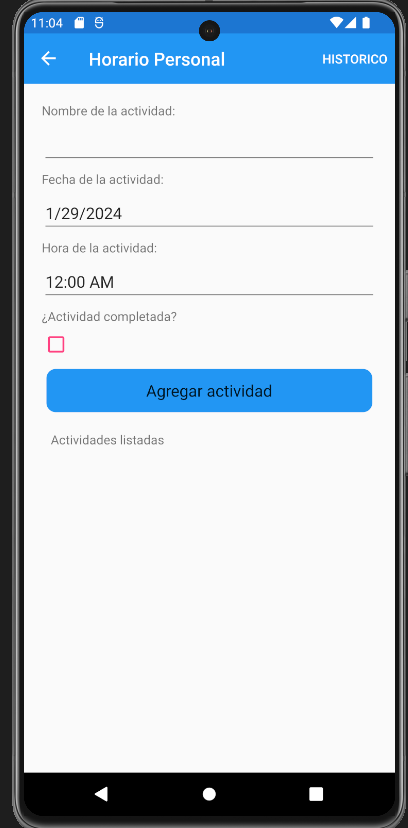 11:04
Horario Personal
HISTORICO
Nombre de la actividad:
Fecha de la actividad:
1/29/2024
Hora de la actividad:
12:00 AM
¿Actividad completada?
Agregar actividad
Actividades listadas